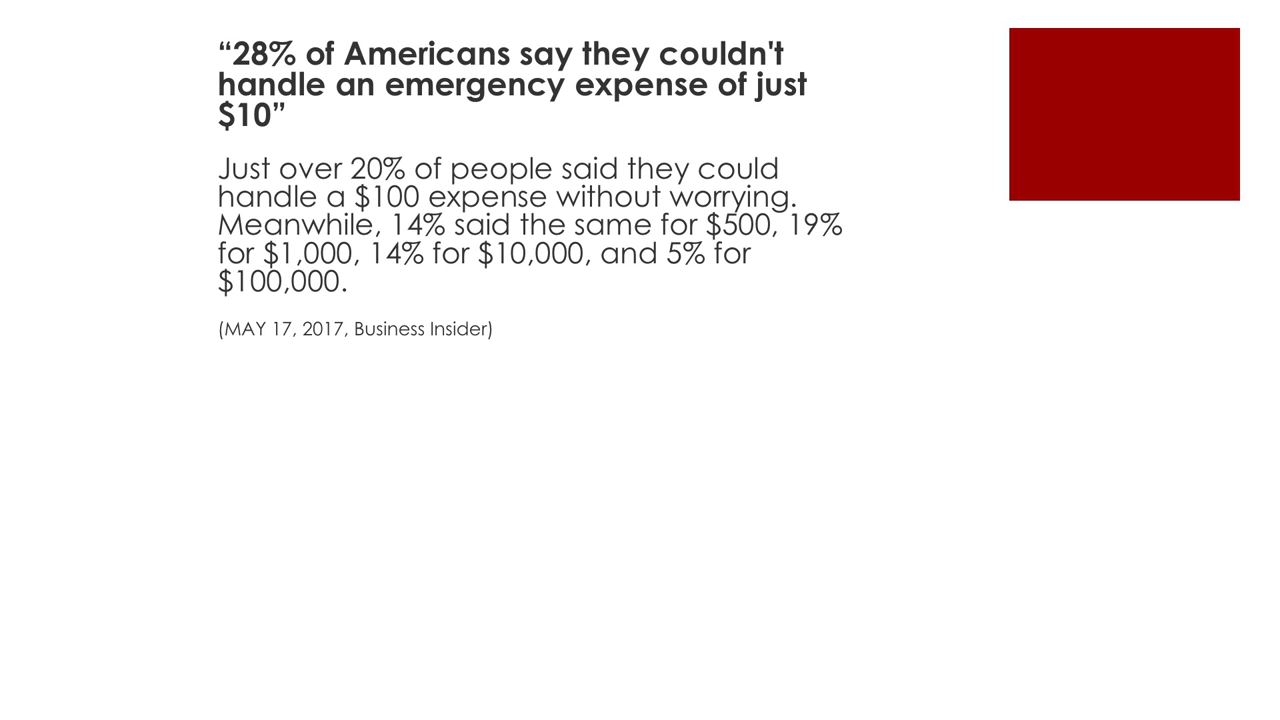 “28% of Americans say they couldn't
handle an emergency expense of just
$10”
Just over 20% of people said they could
handle a $100 expense without worrying.
Meanwhile, 14% said the same for $500, 19%
for $1,000, 14% for $10,000, and 5% for
$100,000.
(MAY 17, 2017, Business Insider)